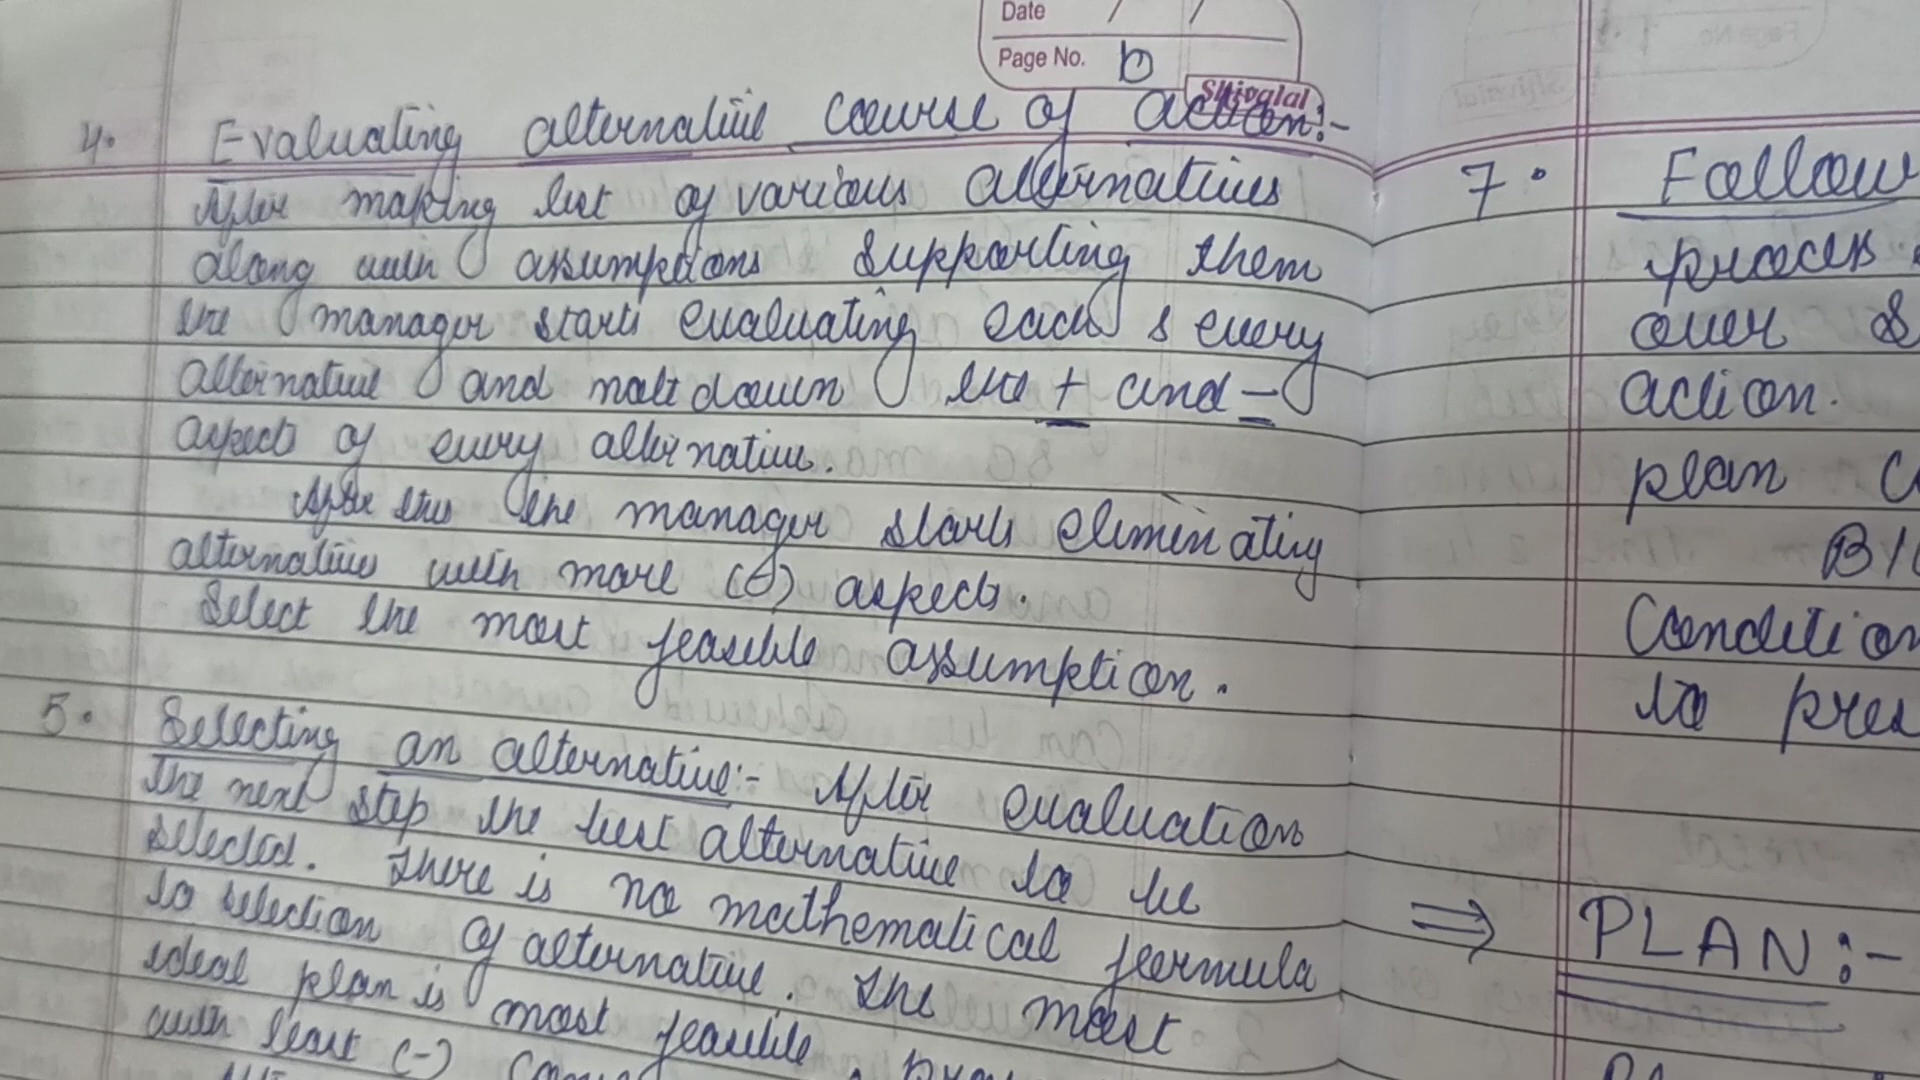 Date / /
Page No. 6
Shivalal
4. Evaluating alternative course of action:-
After making list of various alternatives
along with assumptions supporting them
the manager starts evaluating each & every
alternative and note down the + and -
aspects of every alternative.
After this the manager starts eliminating
alternatives with more (-) aspects.
Select the most feasible assumption.
5. Selecting an alternative:- After evaluation
the next step the best alternative to be
selected. There is no mathematical formula
to selection of alternative. The most
ideal plan is most feasible,
with least (-)
7. Follow
process
over &
action.
plan
Condition
to pres
⇒ PLAN:-